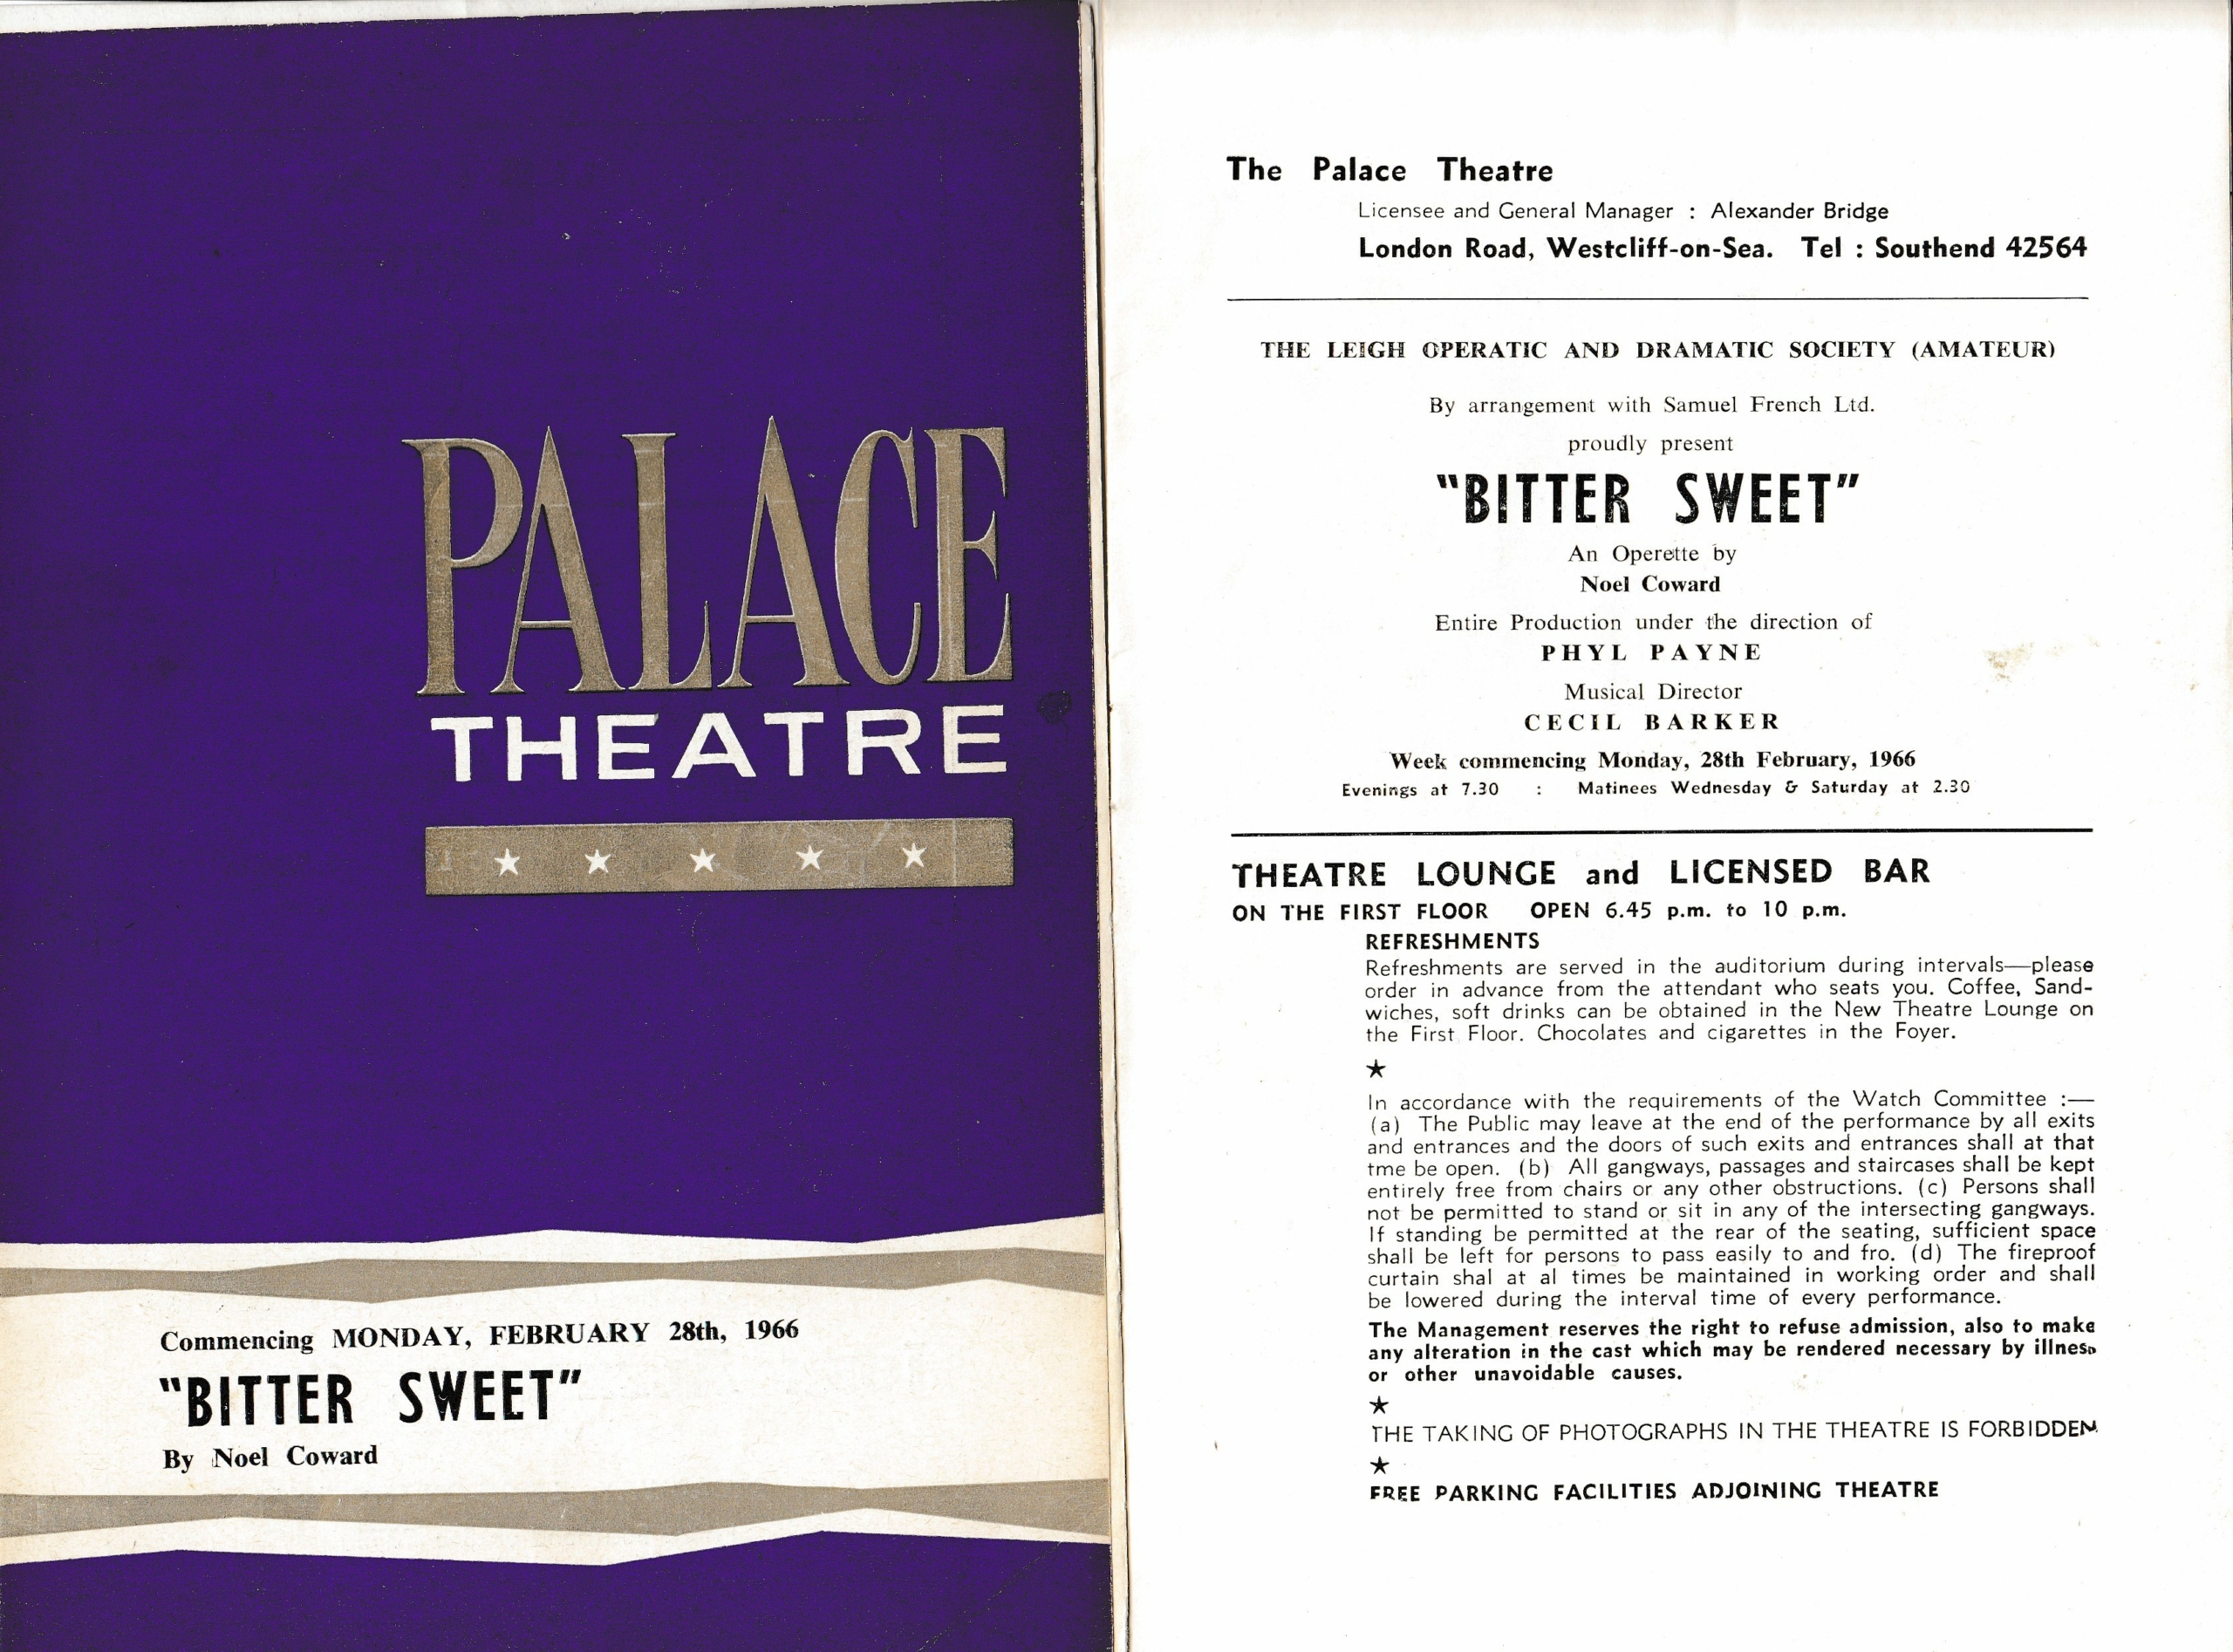 PALACE
THEATRE
Commencing MONDAY, FEBRUARY 28th, 1966
"BITTER SWEET"
By Noel Coward
The Palace Theatre
Licensee and General Manager : Alexander Bridge
London Road, Westcliff-on-Sea. Tel : Southend 42564
THE LEIGH OPERATIC AND DRAMATIC SOCIETY (AMATEUR)
By arrangement with Samuel French Ltd.
proudly present
"BITTER SWEET"
An Operette by
Noel Coward
Entire Production under the direction of
PHYL PAYNE
Musical Director
CECIL BARKER
Week commencing Monday, 28th February, 1966
Evenings at 7.30 : Matinees Wednesday & Saturday at 2.30
THEATRE LOUNGE and LICENSED BAR
ON THE FIRST FLOOR OPEN 6.45 p.m. to 10 p.m.
REFRESHMENTS
Refreshments are served in the auditorium during intervals—please
order in advance from the attendant who seats you. Coffee, Sand-
wiches, soft drinks can be obtained in the New Theatre Lounge on
the First Floor. Chocolates and cigarettes in the Foyer.
In accordance with the requirements of the Watch Committee :—
(a) The Public may leave at the end of the performance by all exits
and entrances and the doors of such exits and entrances shall at that
tme be open. (b) All gangways, passages and staircases shall be kept
entirely free from chairs or any other obstructions. (c) Persons shall
not be permitted to stand or sit in any of the intersecting gangways.
If standing be permitted at the rear of the seating, sufficient space
shall be left for persons to pass easily to and fro. (d) The fireproof
curtain shal at al times be maintained in working order and shall
be lowered during the interval time of every performance.
The Management reserves the right to refuse admission, also to make
any alteration in the cast which may be rendered necessary by illness
or other unavoidable causes.
THE TAKING OF PHOTOGRAPHS IN THE THEATRE IS FORBIDDEN
FREE PARKING FACILITIES ADJOINING THEATRE